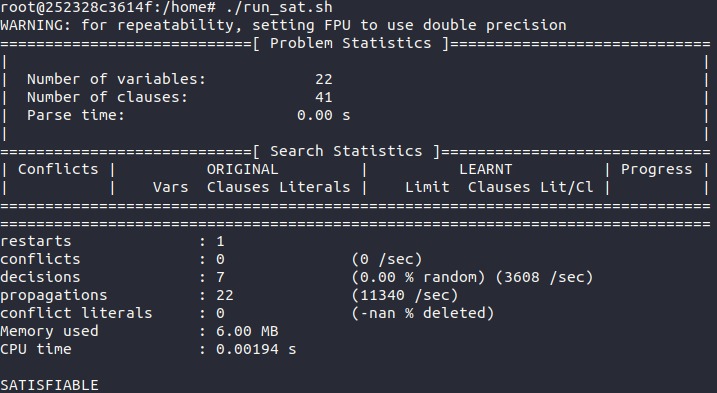 root@252328c3614f:/home# ./run_sat.sh
WARNING: for repeatability, setting FPU to use double precision
============================[ Problem Statistics ]=============================
|                                                                             |
|  Number of variables:            22                                         |
|  Number of clauses:              41                                         |
|  Parse time:                   0.00 s                                       |
|                                                                             |
============================[ Search Statistics ]==============================
| Conflicts |          ORIGINAL         |          LEARNT          | Progress |
|           |    Vars  Clauses Literals |    Limit  Clauses Lit/Cl |          |
===============================================================================
===============================================================================
restarts              : 1
conflicts             : 0              (0 /sec)
decisions             : 7              (0.00 % random) (3608 /sec)
propagations          : 22             (11340 /sec)
conflict literals     : 0              (-nan % deleted)
Memory used           : 6.00 MB
CPU time              : 0.00194 s

SATISFIABLE